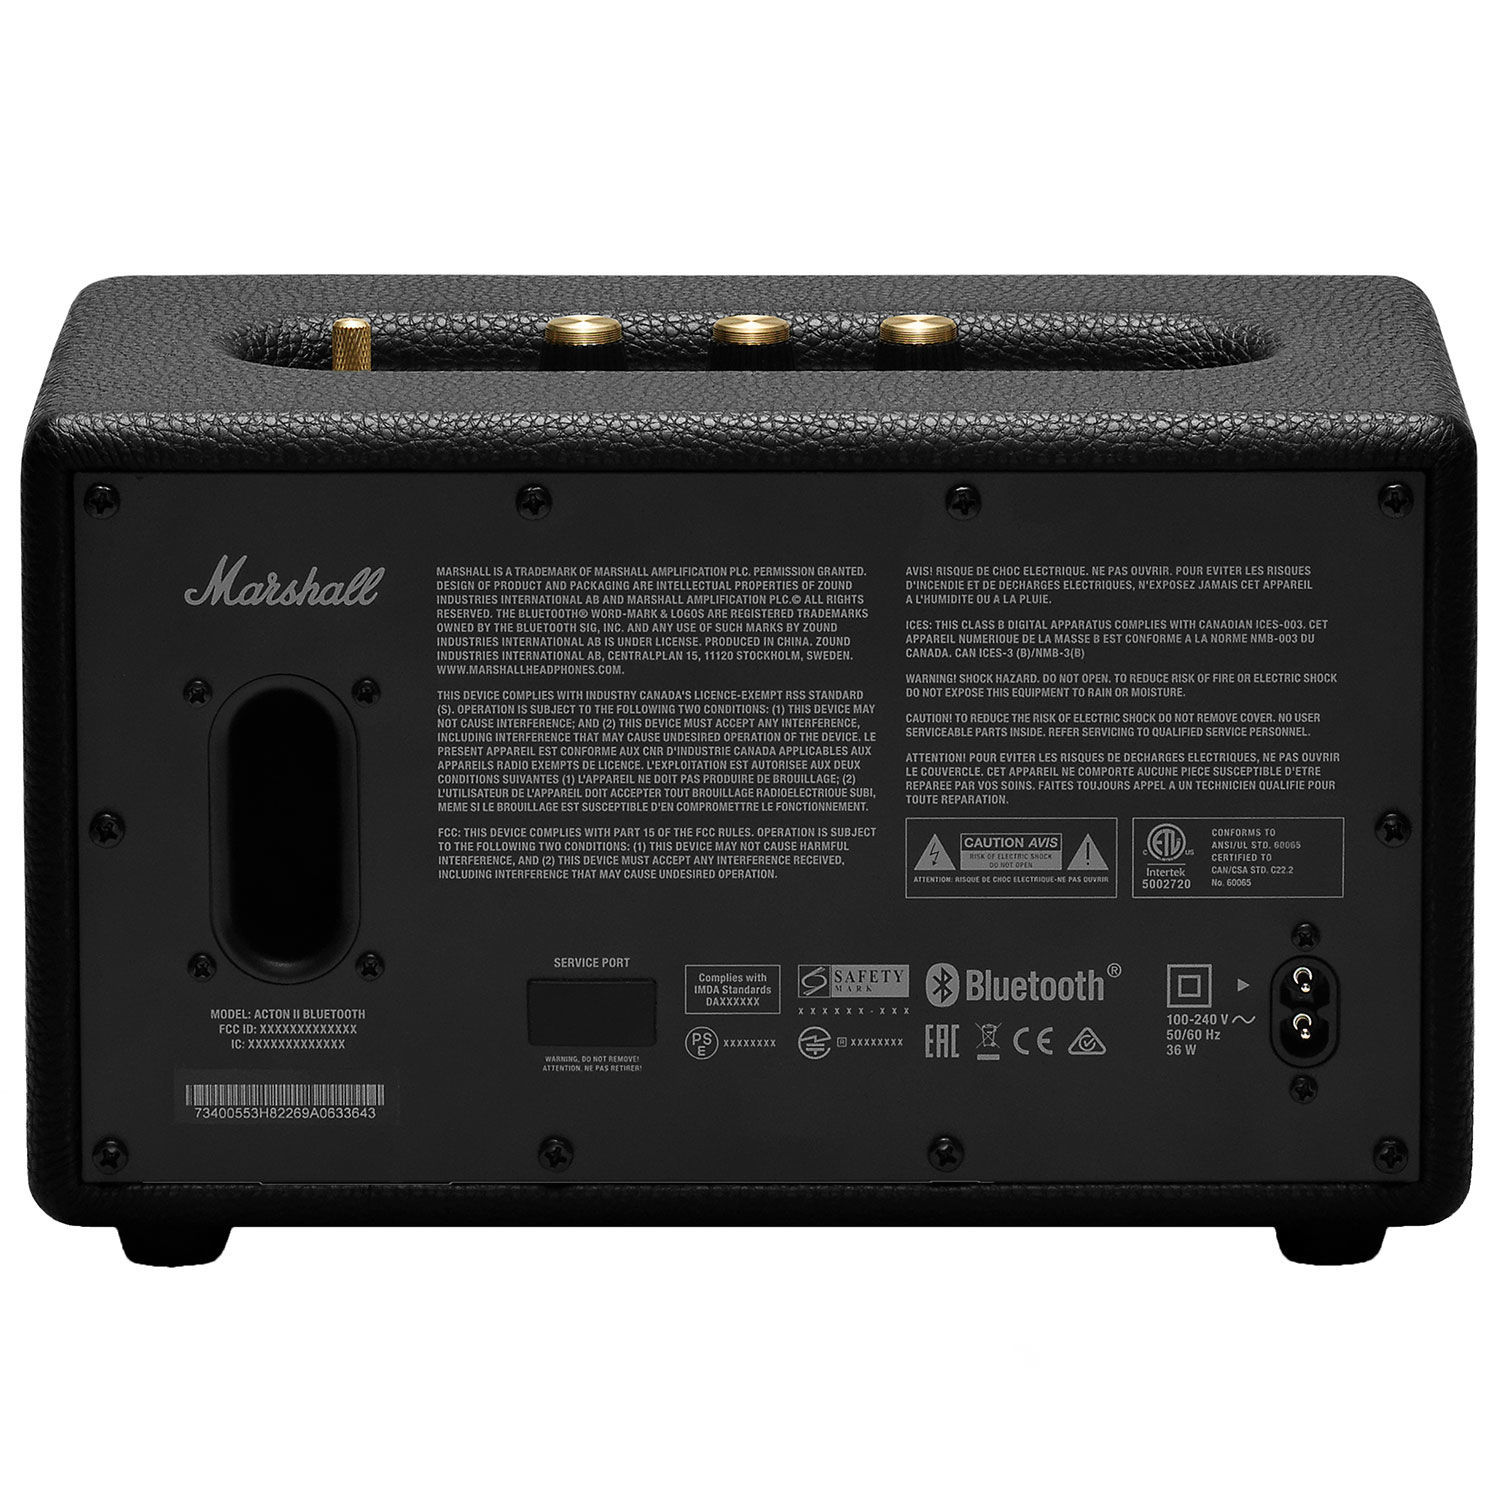 Marshall
MARSHALL IS A TRADEMARK OF MARSHALL AMPLIFICATION PLC. PERMISSION GRANTED.
DESIGN OF PRODUCT AND PACKAGING ARE INTELLECTUAL PROPERTIES OF ZOUND
INDUSTRIES INTERNATIONAL AB AND MARSHALL AMPLIFICATION PLC.© ALL RIGHTS
RESERVED. THE BLUETOOTH® WORD-MARK & LOGOS ARE REGISTERED TRADEMARKS
OWNED BY THE BLUETOOTH SIG, INC. AND ANY USE OF SUCH MARKS BY ZOUND
INDUSTRIES INTERNATIONAL AB IS UNDER LICENSE. PRODUCED IN CHINA. ZOUND
INDUSTRIES INTERNATIONAL AB, CENTRALPLAN 15, 11120 STOCKHOLM, SWEDEN.
WWW.MARSHALLHEADPHONES.COM.
THIS DEVICE COMPLIES WITH INDUSTRY CANADA'S LICENCE-EXEMPT RSS STANDARD
(S). OPERATION IS SUBJECT TO THE FOLLOWING TWO CONDITIONS: (1) THIS DEVICE MAY
NOT CAUSE INTERFERENCE; AND (2) THIS DEVICE MUST ACCEPT ANY INTERFERENCE,
INCLUDING INTERFERENCE THAT MAY CAUSE UNDESIRED OPERATION OF THE DEVICE. LE
PRESENT APPAREIL EST CONFORME AUX CNR D'INDUSTRIE CANADA APPLICABLES AUX
APPAREILS RADIO EXEMPTS DE LICENCE. L'EXPLOITATION EST AUTORISEE AUX DEUX
CONDITIONS SUIVANTES (1) L'APPAREIL NE DOIT PAS PRODUIRE DE BROUILLAGE; (2)
L'UTILISATEUR DE L'APPAREIL DOIT ACCEPTER TOUT BROUILLAGE RADIOELECTRIQUE SUBI,
MEME SI LE BROUILLAGE EST SUSCEPTIBLE D'EN COMPROMETTRE LE FONCTIONNEMENT.
FCC: THIS DEVICE COMPLIES WITH PART 15 OF THE FCC RULES. OPERATION IS SUBJECT
TO THE FOLLOWING TWO CONDITIONS: (1) THIS DEVICE MAY NOT CAUSE HARMFUL
INTERFERENCE, AND (2) THIS DEVICE MUST ACCEPT ANY INTERFERENCE RECEIVED,
INCLUDING INTERFERENCE THAT MAY CAUSE UNDESIRED OPERATION.
AVIS! RISQUE DE CHOC ELECTRIQUE. NE PAS OUVRIR. POUR EVITER LES RISQUES
D'INCENDIE ET DE DECHARGES ELECTRIQUES, N'EXPOSEZ JAMAIS CET APPAREIL
A L'HUMIDITE OU A LA PLUIE.
ICES: THIS CLASS B DIGITAL APPARATUS COMPLIES WITH CANADIAN ICES-003. CET
APPAREIL NUMERIQUE DE LA MASSE B EST CONFORME A LA NORME NMB-003 DU
CANADA. CAN ICES-3 (B)/NMB-3(B)
WARNING! SHOCK HAZARD. DO NOT OPEN. TO REDUCE RISK OF FIRE OR ELECTRIC SHOCK
DO NOT EXPOSE THIS EQUIPMENT TO RAIN OR MOISTURE.
CAUTION! TO REDUCE THE RISK OF ELECTRIC SHOCK DO NOT REMOVE COVER. NO USER
SERVICEABLE PARTS INSIDE. REFER SERVICING TO QUALIFIED SERVICE PERSONNEL.
ATTENTION! POUR EVITER LES RISQUES DE DECHARGES ELECTRIQUES, NE PAS OUVRIR
LE COUVERCLE. CET APPAREIL NE COMPORTE AUCUNE PIECE SUSCEPTIBLE D'ETRE
REPAREE PAR VOS SOINS. FAITES TOUJOURS APPEL A UN TECHNICIEN QUALIFIE POUR
TOUTE REPARATION.
CAUTION AVIS
RISK OF ELECTRIC SHOCK
DO NOT OPEN
ATTENTION: RISQUE DE CHOC ELECTRIQUE-NE PAS OUVRIR
ETL
C US
Intertek
5002720
CONFORMS TO
ANSI/UL STD. 60065
CERTIFIED TO
CAN/CSA STD. C22.2
No. 60065
MODEL: ACTON II BLUETOOTH
FCC ID: XXXXXXXXXXXXX
IC: XXXXXXXXXXXXX
73400553H82269A0633643
SERVICE PORT
WARNING, DO NOT REMOVE!
ATTENTION, NE PAS RETIRER!
Complies with
IMDA Standards
DAXXXXXX
SAFETY
MARK
XXXXXX-XXX
Bluetooth®
PS
E XXXXXXXX
R XXXXXXXX
EAC CE
100-240 V
50/60 Hz
36 W